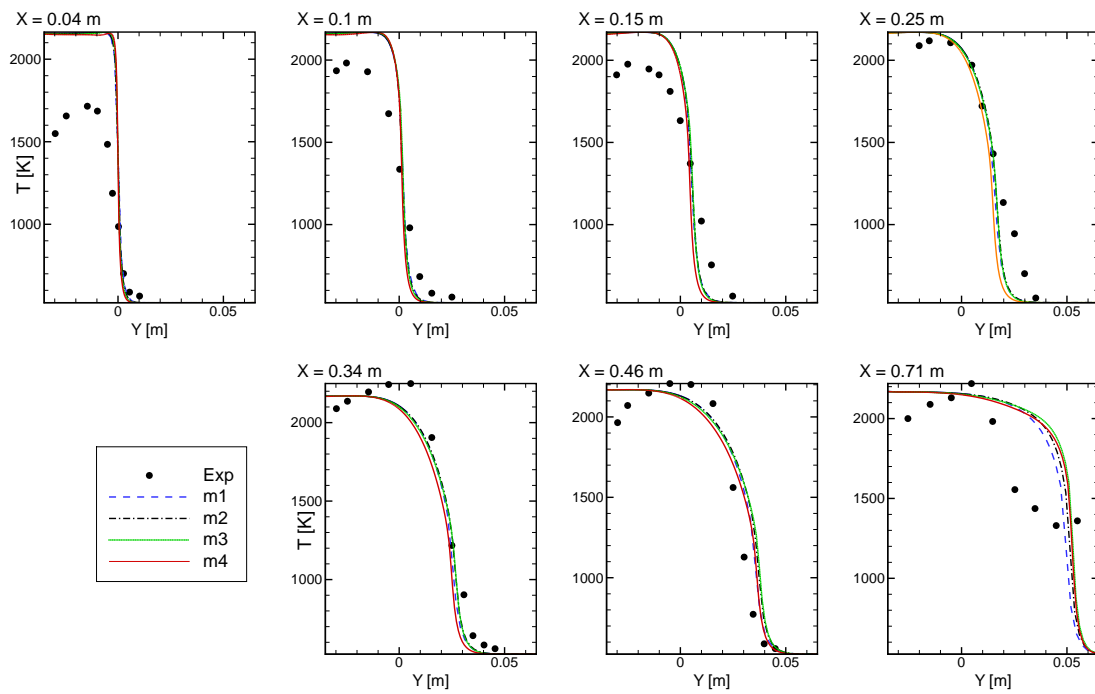 X = 0.04 m
X = 0.1 m
X = 0.15 m
X = 0.25 m
T [K]
2000
1500
1000
2000
1500
1000
2000
1500
1000
2000
1500
1000
0
0.05
0
0.05
0
0.05
0
0.05
Y [m]
Y [m]
Y [m]
Y [m]
X = 0.34 m
X = 0.46 m
X = 0.71 m
T [K]
2000
1500
1000
2000
1500
1000
2000
1500
1000
0
0.05
0
0.05
0
0.05
Y [m]
Y [m]
Y [m]
Exp
m1
m2
m3
m4